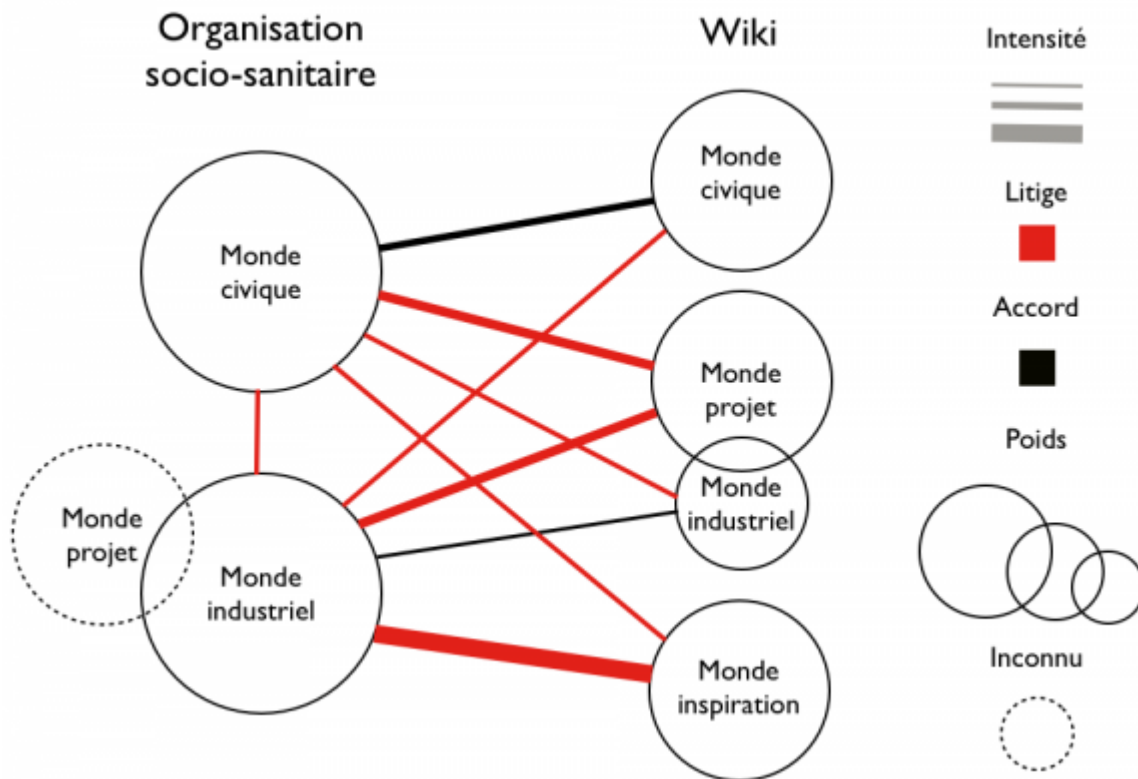 Organisation
socio-sanitaire
Monde
civique
Monde
projet
Monde
industriel
Wiki
Monde
civique
Monde
projet
Monde
industriel
Monde
inspiration
Intensité
Litige
Accord
Poids
Inconnu